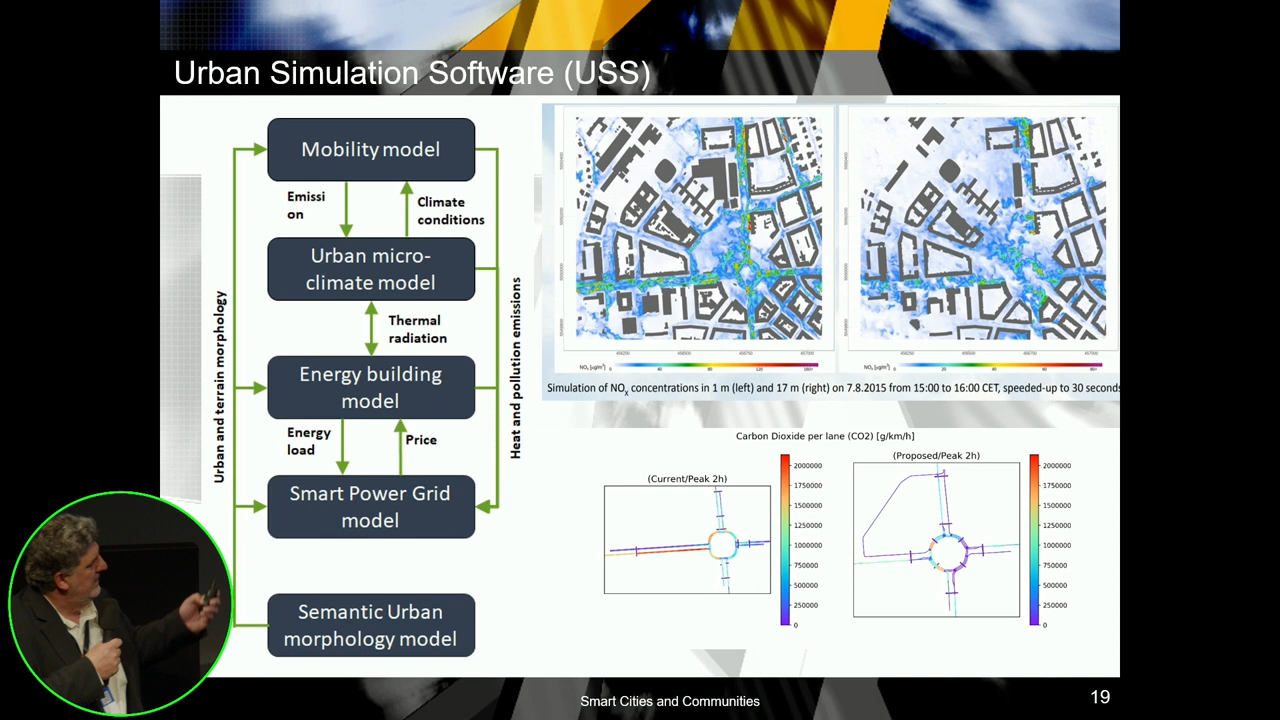 Urban Simulation Software (USS)
Mobility model
Emissi
on
Climate
conditions
Urban micro-
climate model
Thermal
radiation
Energy building
model
Energy
load
Price
Smart Power Grid
model
Semantic Urban
morphology model
Urban and terrain morphology
Heat and pollution emissions
Simulation of NOx concentrations in 1 m (left) and 17 m (right) on 7.8.2015 from 15:00 to 16:00 CET, speeded-up to 30 seconds
Carbon Dioxide per lane (CO2) [g/km/h]
(Current/Peak 2h)
2000000
1750000
1500000
1250000
1000000
750000
500000
250000
0
(Proposed/Peak 2h)
2000000
1750000
1500000
1250000
1000000
750000
500000
250000
0
Smart Cities and Communities
19